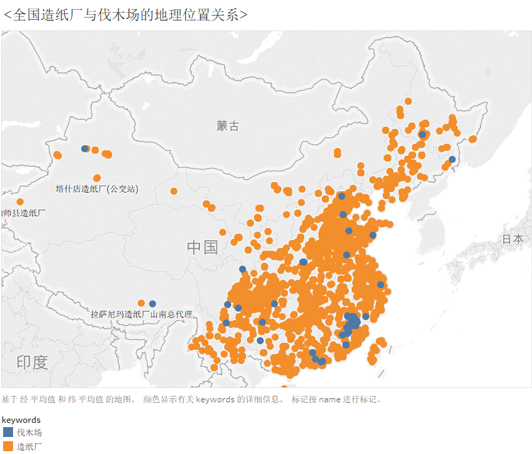 <全国造纸厂与伐木场的地理位置关系>
蒙古
塔什店造纸厂(公交站)
师县造纸厂
中国
日本
拉萨尼玛造纸厂山南总代理
印度
基于 经 平均值 和 纬 平均值 的地图。 颜色显示有关 keywords 的详细信息。 标记按 name 进行标记。
keywords
伐木场
造纸厂